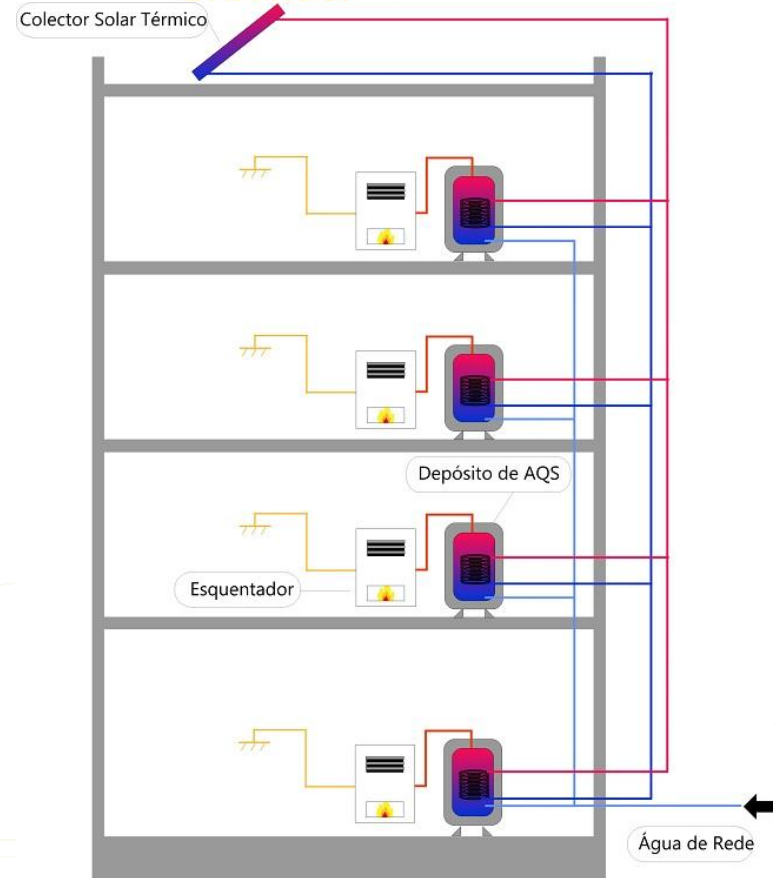 Colector Solar Térmico
Depósito de AQS
Esquentador
Água de Rede